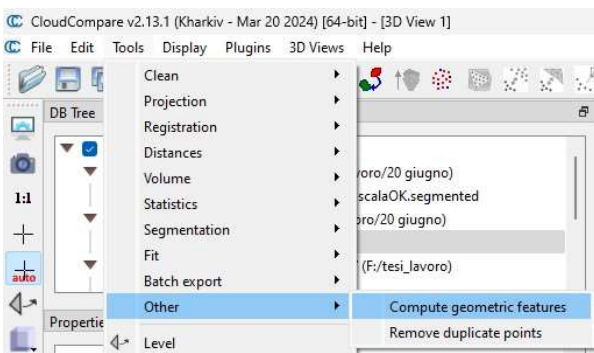 CloudCompare v2.13.1 (Kharkiv - Mar 20 2024) [64-bit] - [3D View 1]
File Edit Tools Display Plugins 3D Views Help
Clean
DB Tree
Projection
Registration
Distances
voro/20 giugno)
Volume
scalaOK.segmented
1:1
Statistics
oro/20 giugno)
Segmentation
Fit
(F:/tesi_lavoro)
auto
Batch export
Other
Compute geometric features
Propertie
Remove duplicate points
Level